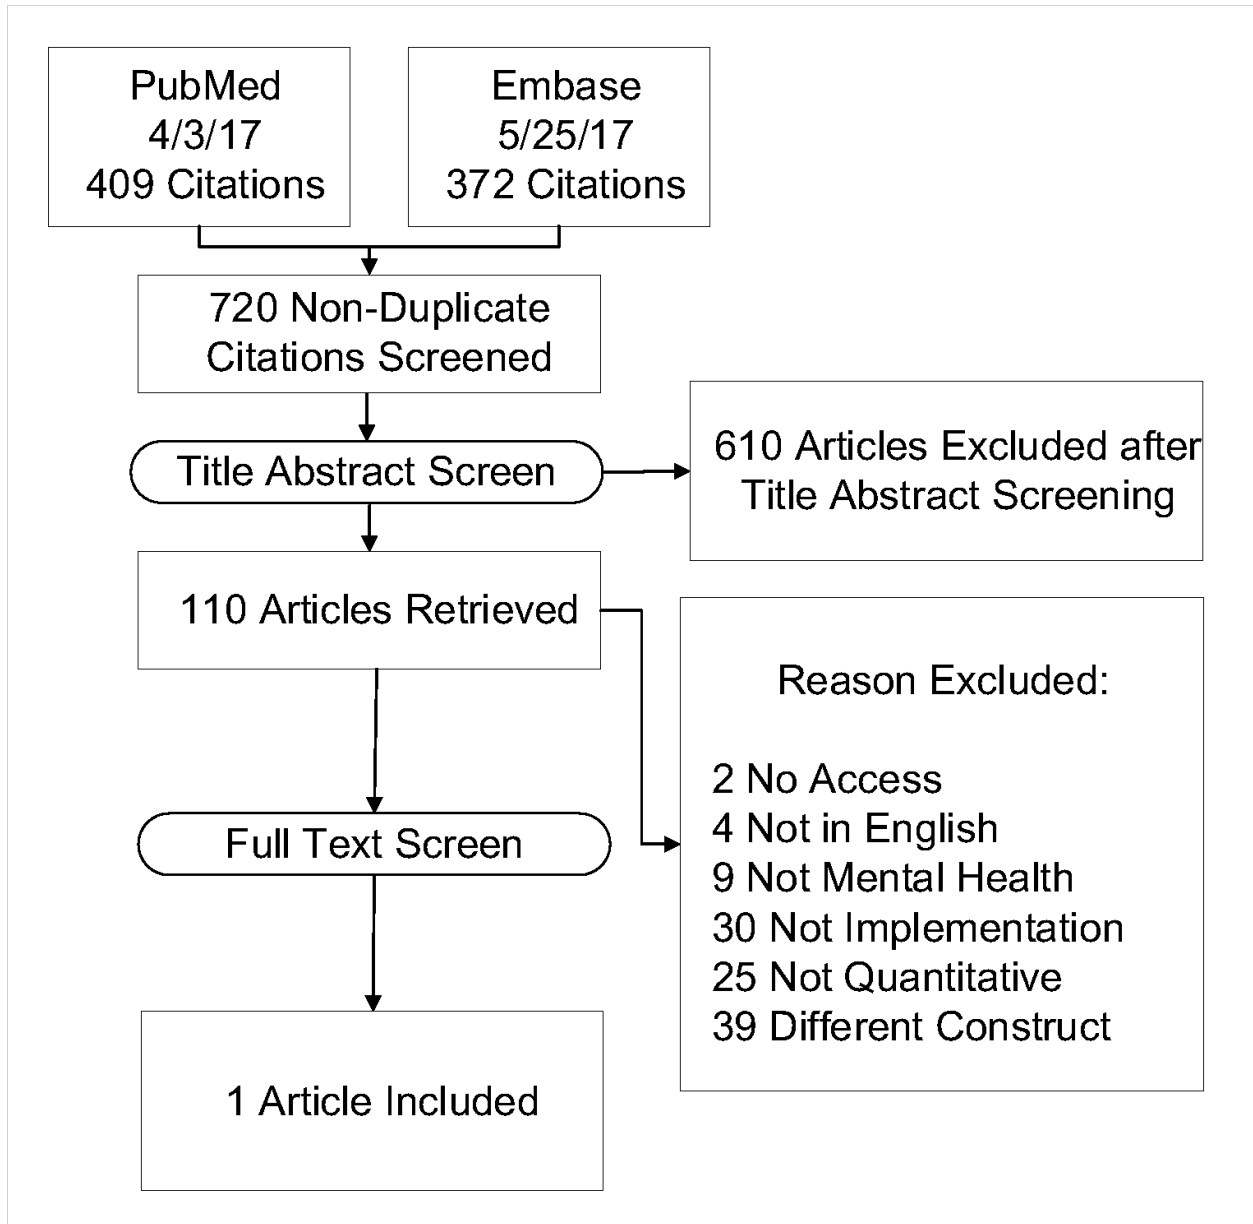 PubMed
4/3/17
409 Citations
Embase
5/25/17
372 Citations
720 Non-Duplicate
Citations Screened
Title Abstract Screen
610 Articles Excluded after
Title Abstract Screening
110 Articles Retrieved
Reason Excluded:
2 No Access
4 Not in English
9 Not Mental Health
30 Not Implementation
25 Not Quantitative
39 Different Construct
Full Text Screen
1 Article Included